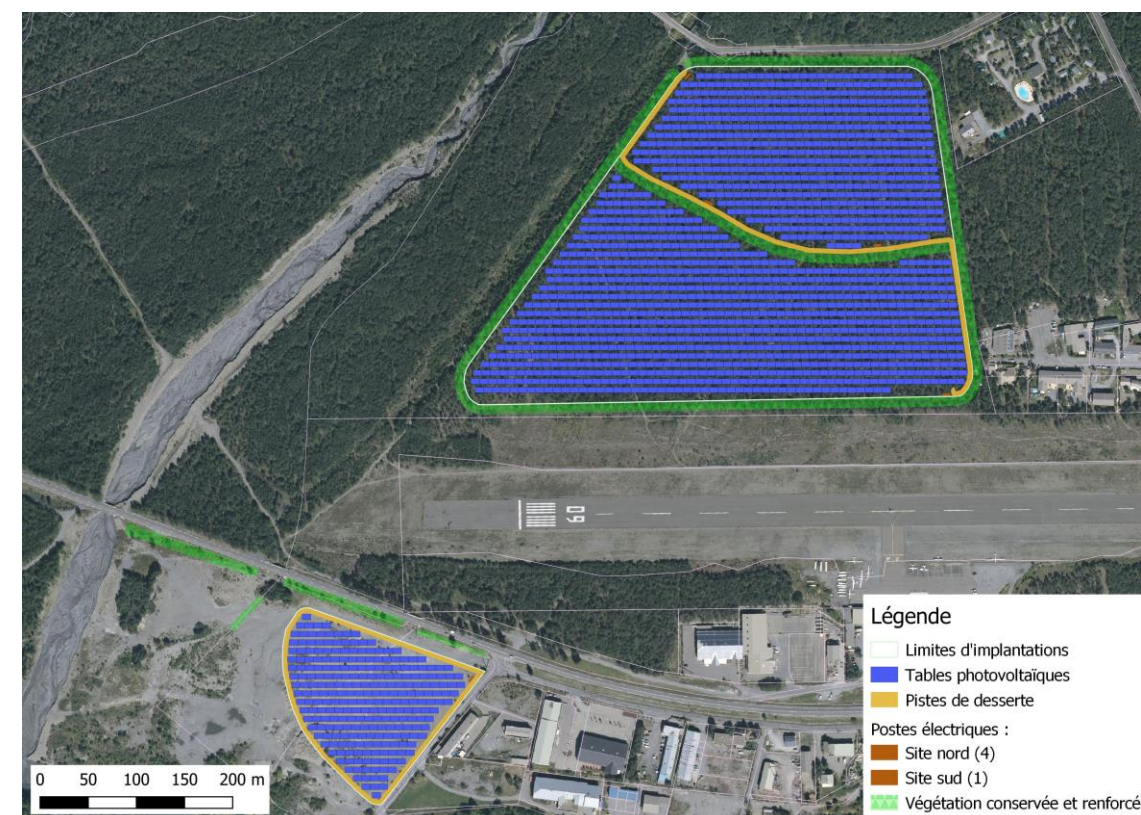 09
Légende
Limites d'implantations
Tables photovoltaïques
Pistes de desserte
Postes électriques :
Site nord (4)
Site sud (1)
Végétation conservée et renforcée
0 50 100 150 200 m